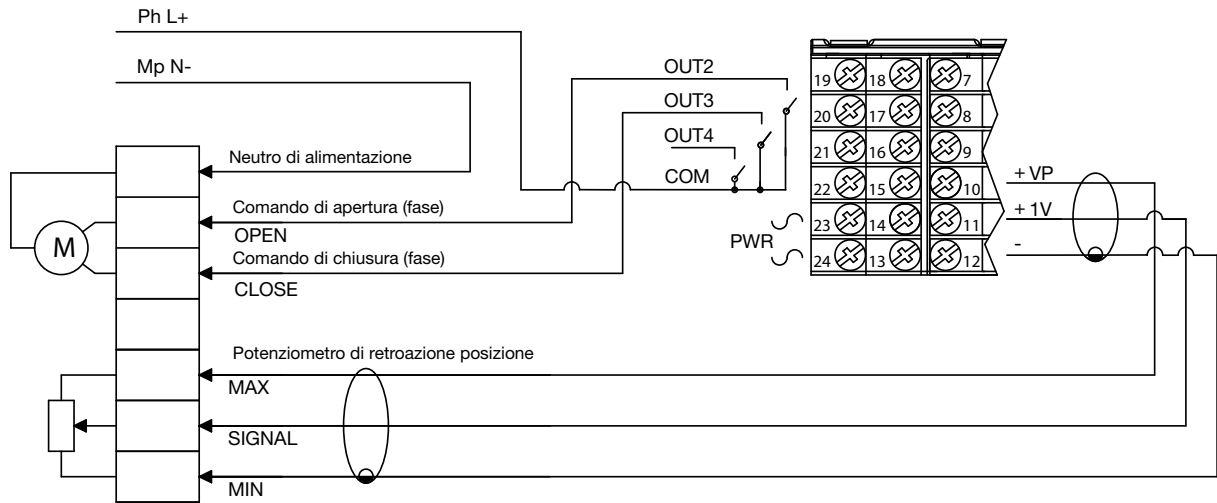 Ph L+
Mp N-
OUT2
OUT3
OUT4
COM
PWR
19 18 7
20 17 8
21 16 9
22 15 10
23 14 11
24 13 12
+ VP
+ 1V
-
Neutro di alimentazione
Comando di apertura (fase)
OPEN
Comando di chiusura (fase)
CLOSE
M
Potenziometro di retroazione posizione
MAX
SIGNAL
MIN